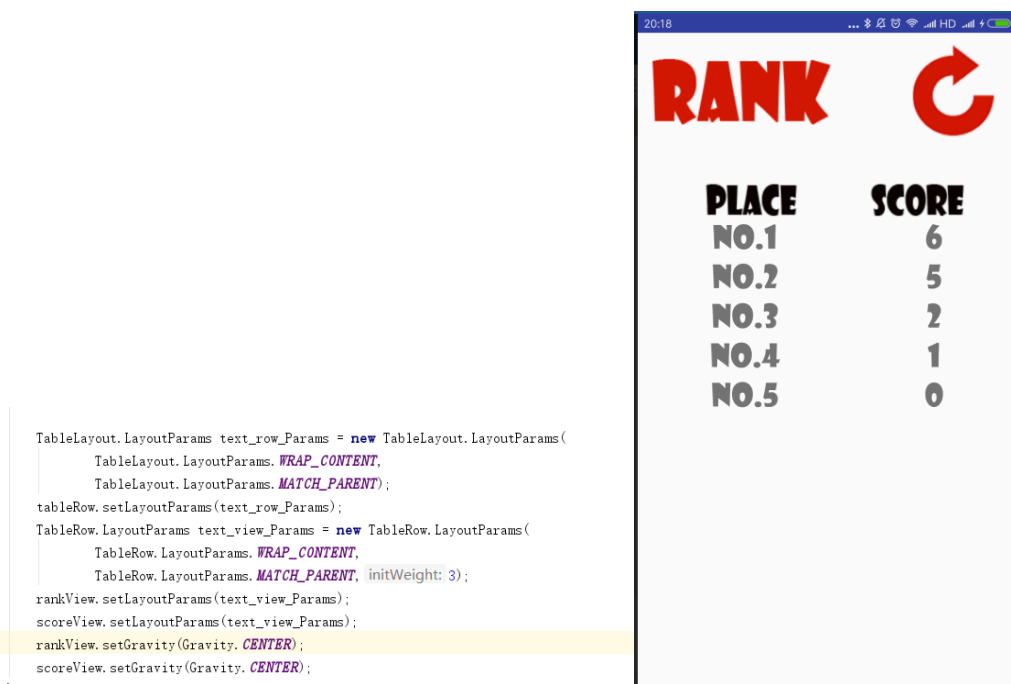 TableLayout.LayoutParams text_row_Params = new TableLayout.LayoutParams(
TableLayout.LayoutParams.WRAP_CONTENT,
TableLayout.LayoutParams.MATCH_PARENT);
tableRow.setLayoutParams(text_row_Params);
TableRow.LayoutParams text_view_Params = new TableRow.LayoutParams(
TableRow.LayoutParams.WRAP_CONTENT,
TableRow.LayoutParams.MATCH_PARENT, initWeight: 3);
rankView.setLayoutParams(text_view_Params);
scoreView.setLayoutParams(text_view_Params);
rankView.setGravity(Gravity.CENTER);
scoreView.setGravity(Gravity.CENTER);
20:18 ... HD
RANK
PLACE SCORE
NO.1 6
NO.2 5
NO.3 2
NO.4 1
NO.5 0